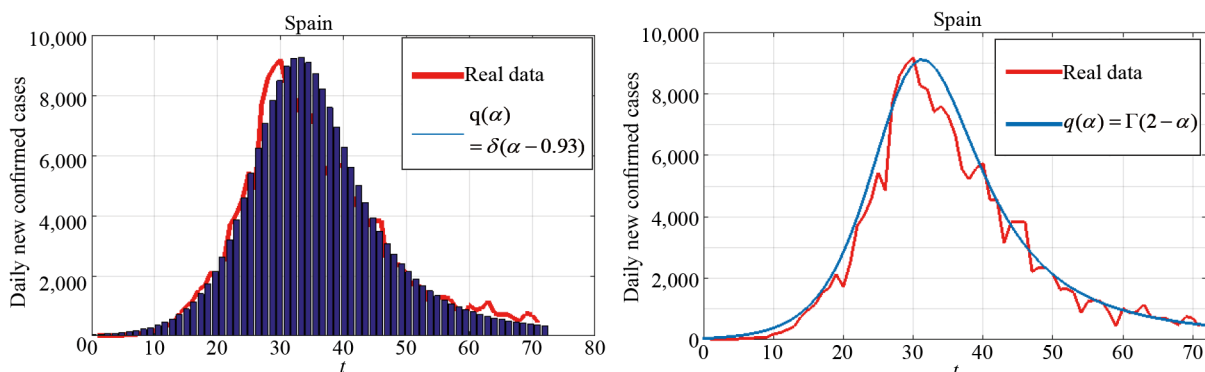 Spain
10,000
8,000
6,000
4,000
2,000
0
0 10 20 30 40 50 60 70 80
t
Daily new confirmed cases
Real data
q(α)
= δ(α−0.93)
Spain
10,000
8,000
6,000
4,000
2,000
0
0 10 20 30 40 50 60 70
t
Daily new confirmed cases
Real data
q(α) = Γ(2−α)